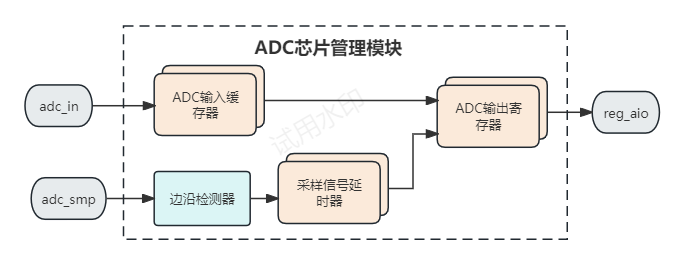 ADC芯片管理模块
adc_in
ADC输入缓
存器
ADC输出寄
存器
reg_aio
试用水印
adc_smp
边沿检测器
采样信号延
时器